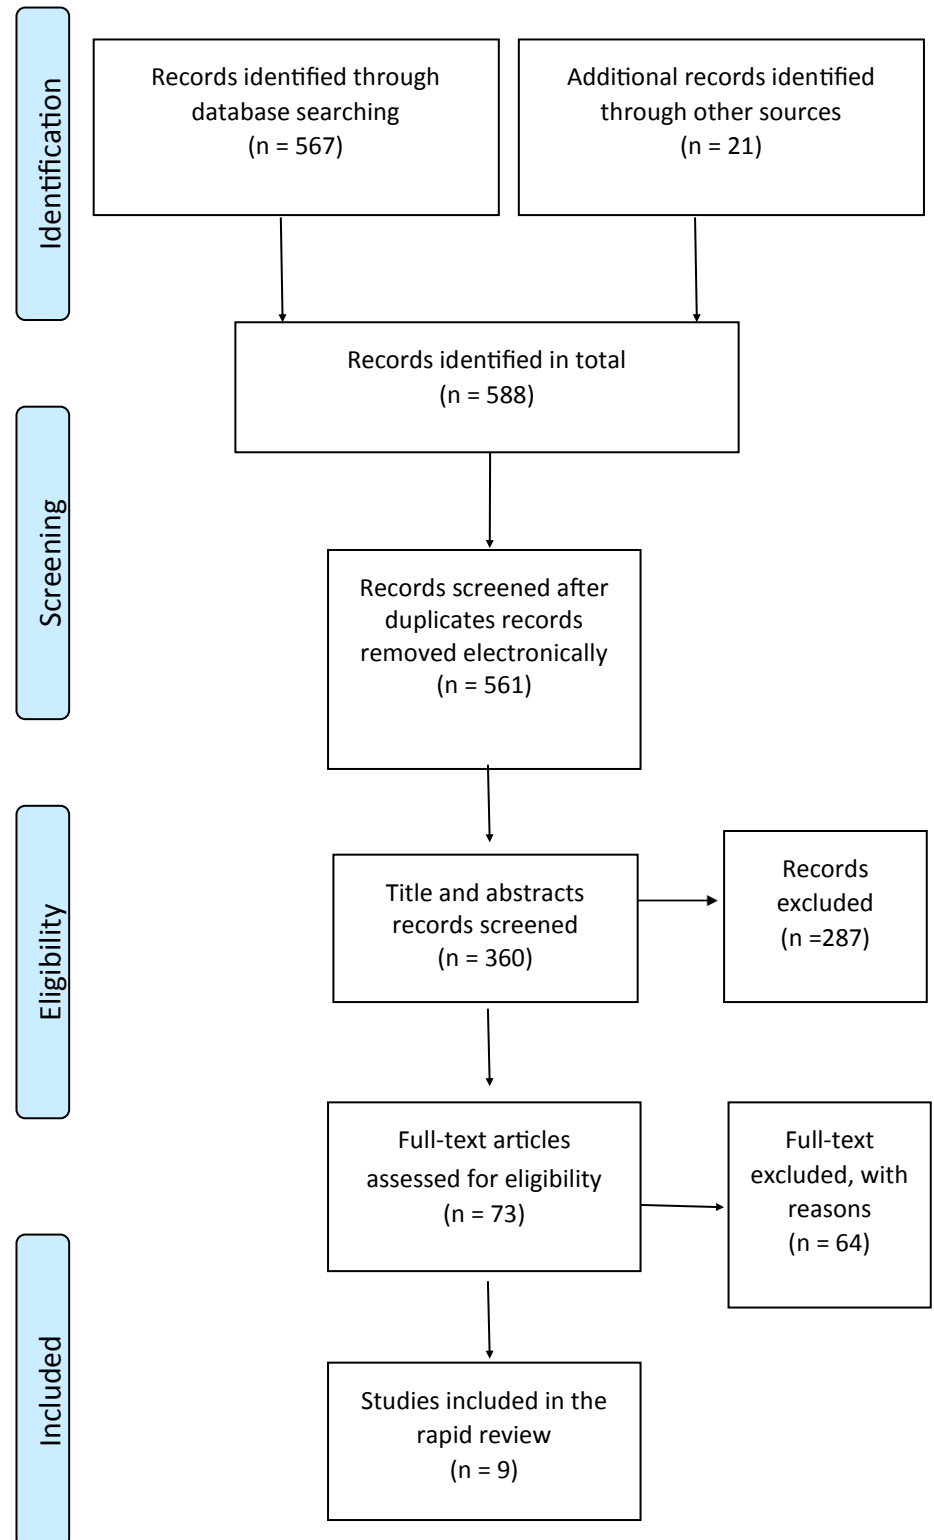 Identification
Records identified through
database searching
(n = 567)
Additional records identified
through other sources
(n = 21)
Records identified in total
(n = 588)
Screening
Records screened after
duplicates records
removed electronically
(n = 561)
Eligibility
Title and abstracts
records screened
(n = 360)
Records
excluded
(n =287)
Full-text articles
assessed for eligibility
(n = 73)
Full-text
excluded, with
reasons
(n = 64)
Included
Studies included in the
rapid review
(n = 9)